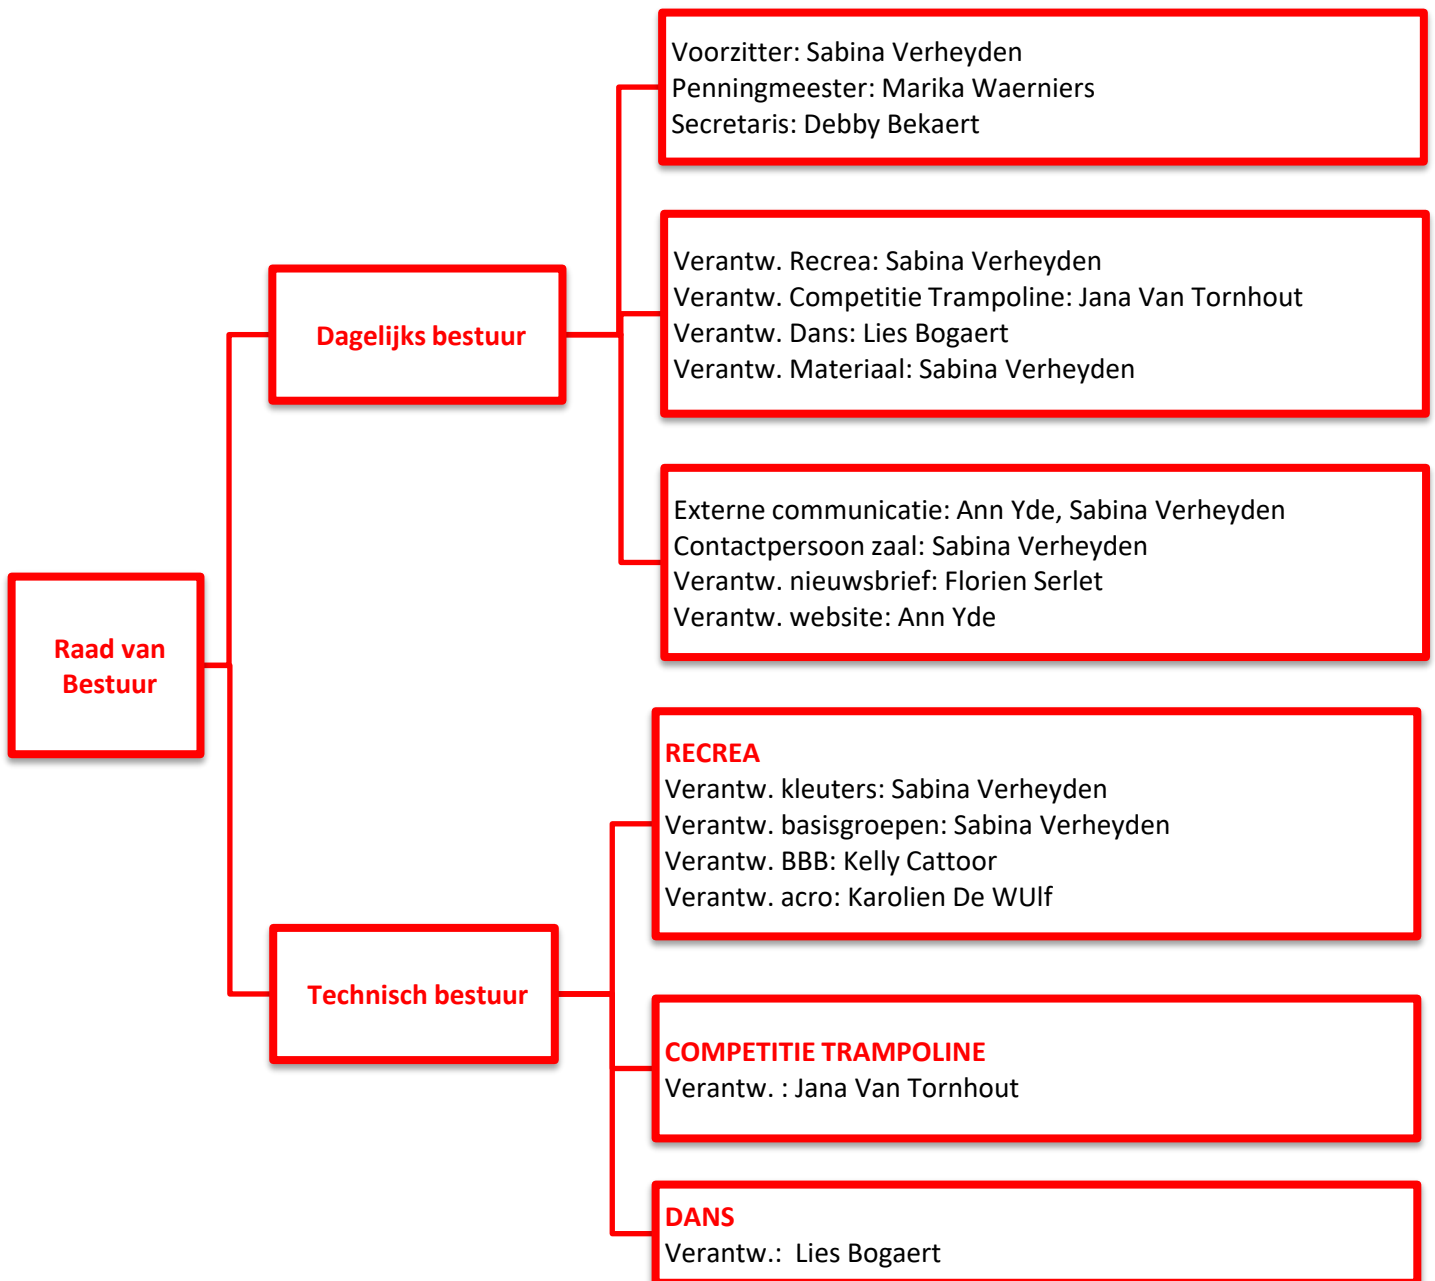 Voorzitter: Sabina Verheyden
Penningmeester: Marika Waerniers
Secretaris: Debby Bekaert
Verantw. Recrea: Sabina Verheyden
Verantw. Competitie Trampoline: Jana Van Tornhout
Verantw. Dans: Lies Bogaert
Verantw. Materiaal: Sabina Verheyden
Dagelijks bestuur
Externe communicatie: Ann Yde, Sabina Verheyden
Contactpersoon zaal: Sabina Verheyden
Verantw. nieuwsbrief: Florien Serlet
Verantw. website: Ann Yde
Raad van
Bestuur
RECREA
Verantw. kleuters: Sabina Verheyden
Verantw. basisgroepen: Sabina Verheyden
Verantw. BBB: Kelly Cattoor
Verantw. acro: Karolien De WUlf
Technisch bestuur
COMPETITIE TRAMPOLINE
Verantw. : Jana Van Tornhout
DANS
Verantw.:  Lies Bogaert